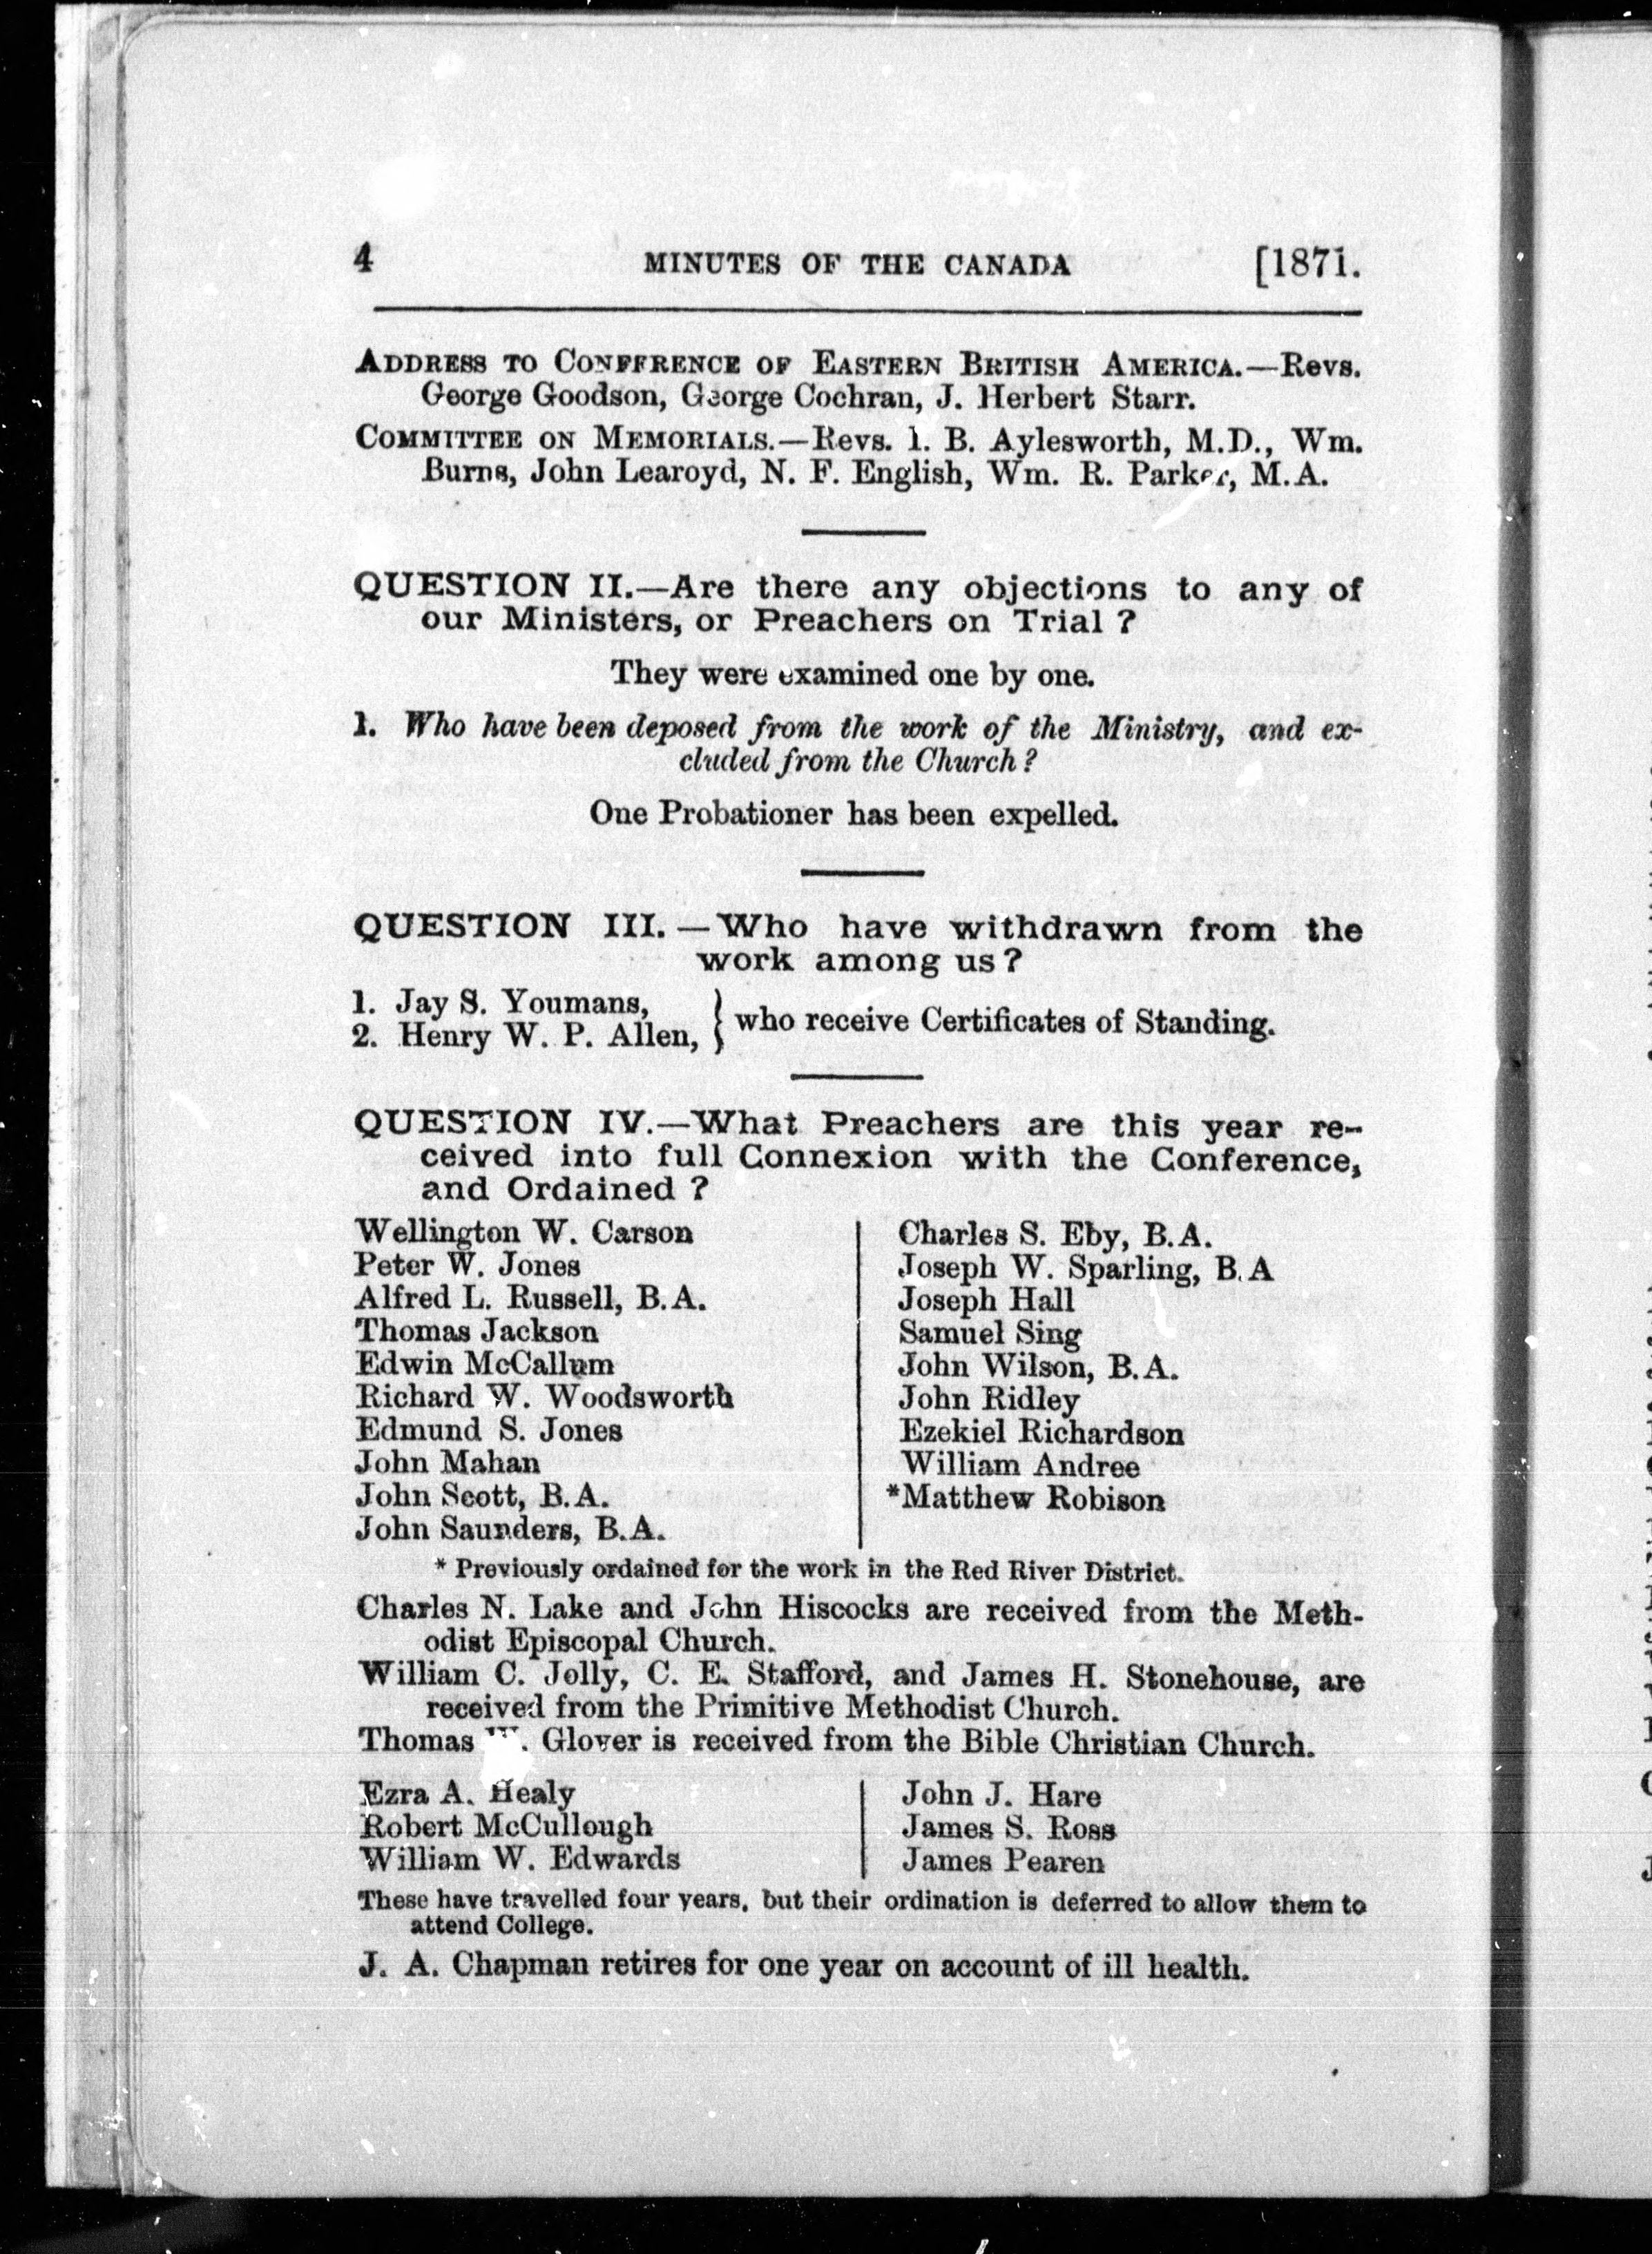 4 MINUTES OF THE CANADA [1871.
ADDRESS TO CONFFRENCE OF EASTERN BRITISH AMERICA.—Revs.
George Goodson, George Cochran, J. Herbert Starr.
COMMITTEE ON MEMORIALS.—Revs. I. B. Aylesworth, M.D., Wm.
Burns, John Learoyd, N. F. English, Wm. R. Parker, M.A.
QUESTION II.—Are there any objections to any of
our Ministers, or Preachers on Trial ?
They were examined one by one.
1. Who have been deposed from the work of the Ministry, and ex-
cluded from the Church ?
One Probationer has been expelled.
QUESTION III.—Who have withdrawn from the
work among us ?
1. Jay S. Youmans,
2. Henry W. P. Allen, } who receive Certificates of Standing.
QUESTION IV.—What Preachers are this year re-
ceived into full Connexion with the Conference,
and Ordained ?
Wellington W. Carson
Peter W. Jones
Alfred L. Russell, B.A.
Thomas Jackson
Edwin McCallum
Richard W. Woodsworth
Edmund S. Jones
John Mahan
John Scott, B.A.
John Saunders, B.A.
Charles S. Eby, B.A.
Joseph W. Sparling, B.A
Joseph Hall
Samuel Sing
John Wilson, B.A.
John Ridley
Ezekiel Richardson
William Andree
*Matthew Robison
* Previously ordained for the work in the Red River District.
Charles N. Lake and John Hiscocks are received from the Meth-
odist Episcopal Church.
William C. Jolly, C. E. Stafford, and James H. Stonehouse, are
received from the Primitive Methodist Church.
Thomas W. Glover is received from the Bible Christian Church.
Ezra A. Healy
Robert McCullough
William W. Edwards
John J. Hare
James S. Ross
James Pearen
These have travelled four years, but their ordination is deferred to allow them to
attend College.
J. A. Chapman retires for one year on account of ill health.